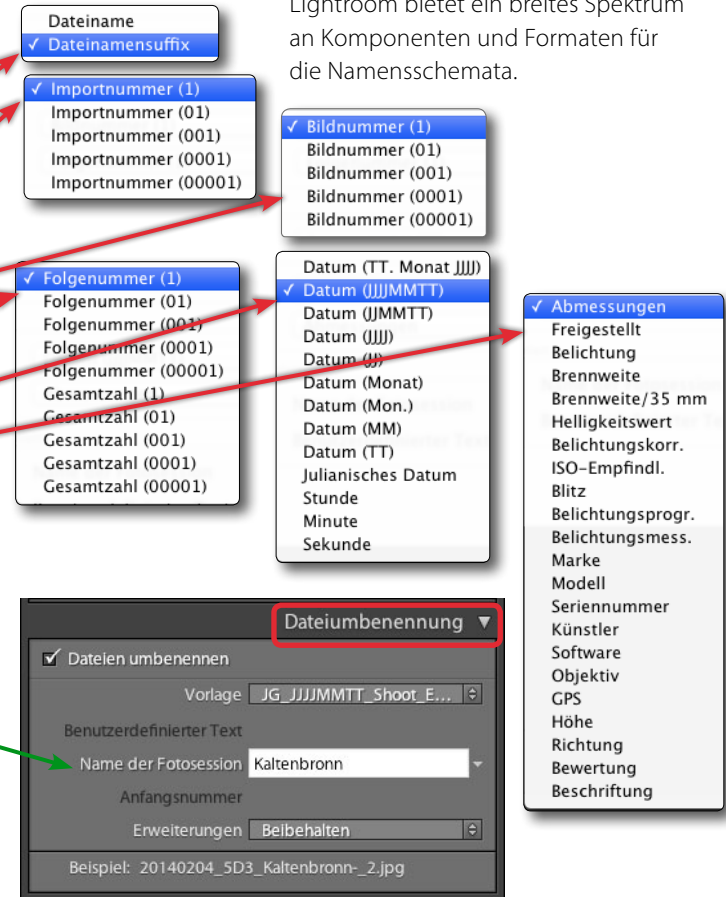 Lightroom bietet ein breites Spektrum
an Komponenten und Formaten für
die Namensschemata.
Dateiname
✓ Dateinamensuffix
✓ Importnummer (1)
Importnummer (01)
Importnummer (001)
Importnummer (0001)
Importnummer (00001)
✓ Bildnummer (1)
Bildnummer (01)
Bildnummer (001)
Bildnummer (0001)
Bildnummer (00001)
✓ Folgenummer (1)
Folgenummer (01)
Folgenummer (001)
Folgenummer (0001)
Folgenummer (00001)
Gesamtzahl (1)
Gesamtzahl (01)
Gesamtzahl (001)
Gesamtzahl (0001)
Gesamtzahl (00001)
Datum (TT. Monat JJJJ)
✓ Datum (JJJJMMTT)
Datum (JJMMTT)
Datum (JJJJ)
Datum (JJ)
Datum (Monat)
Datum (Mon.)
Datum (MM)
Datum (TT)
Julianisches Datum
Stunde
Minute
Sekunde
✓ Abmessungen
Freigestellt
Belichtung
Brennweite
Brennweite/35 mm
Helligkeitswert
Belichtungskorr.
ISO-Empfindl.
Blitz
Belichtungsprogr.
Belichtungsmess.
Marke
Modell
Seriennummer
Künstler
Software
Objektiv
GPS
Höhe
Richtung
Bewertung
Beschriftung
Dateiumbenennung ▼
Dateien umbenennen
Vorlage JG_JJJJMMTT_Shoot_E...
Benutzerdefinierter Text
Name der Fotosession Kaltenbronn
Anfangsnummer
Erweiterungen Beibehalten
Beispiel: 20140204_5D3_Kaltenbronn-_2.jpg